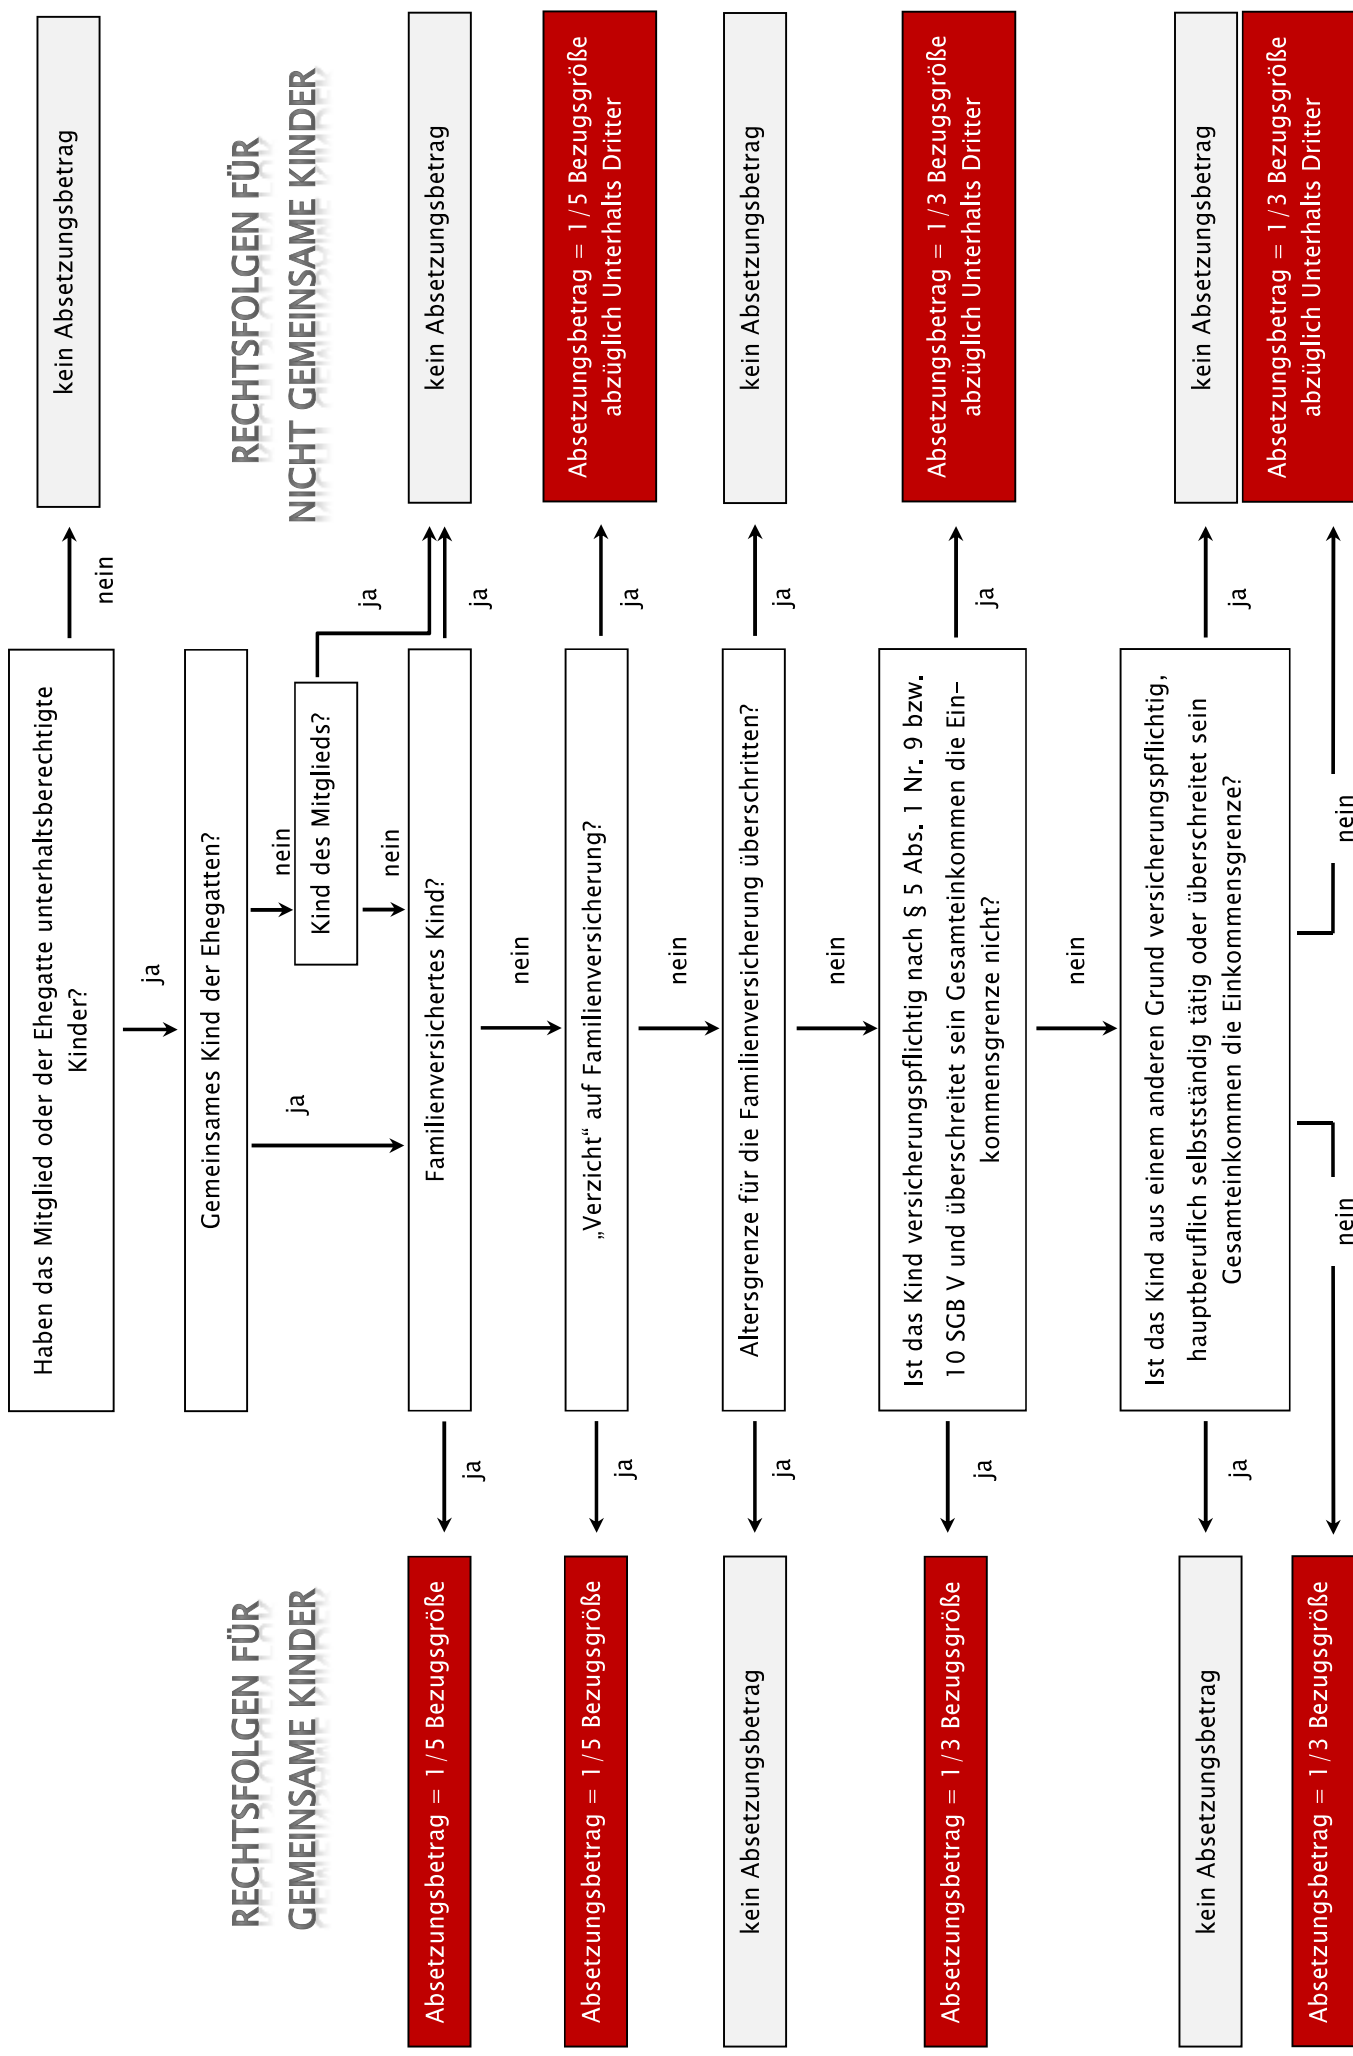 Haben das Mitglied oder der Ehegatte unterhaltsberechtigte
Kinder?
nein
kein Absetzungsbetrag
ja
Gemeinsames Kind der Ehegatten?
RECHTSFOLGEN FÜR
GEMEINSAME KINDER
RECHTSFOLGEN FÜR
NICHT GEMEINSAME KINDER
ja
nein
Kind des Mitglieds?
ja
nein
Absetzungsbetrag = 1/5 Bezugsgröße
ja
Familienversichertes Kind?
ja
kein Absetzungsbetrag
nein
Absetzungsbetrag = 1/5 Bezugsgröße
ja
„Verzicht“ auf Familienversicherung?
ja
Absetzungsbetrag = 1/5 Bezugsgröße
abzüglich Unterhalts Dritter
nein
kein Absetzungsbetrag
ja
Altersgrenze für die Familienversicherung überschritten?
ja
kein Absetzungsbetrag
nein
Absetzungsbetrag = 1/3 Bezugsgröße
ja
Ist das Kind versicherungspflichtig nach § 5 Abs. 1 Nr. 9 bzw.
10 SGB V und überschreitet sein Gesamteinkommen die Ein-
kommensgrenze nicht?
ja
Absetzungsbetrag = 1/3 Bezugsgröße
abzüglich Unterhalts Dritter
nein
kein Absetzungsbetrag
ja
Ist das Kind aus einem anderen Grund versicherungspflichtig,
hauptberuflich selbstständig tätig oder überschreitet sein
Gesamteinkommen die Einkommensgrenze?
ja
kein Absetzungsbetrag
Absetzungsbetrag = 1/3 Bezugsgröße
nein
nein
Absetzungsbetrag = 1/3 Bezugsgröße
abzüglich Unterhalts Dritter